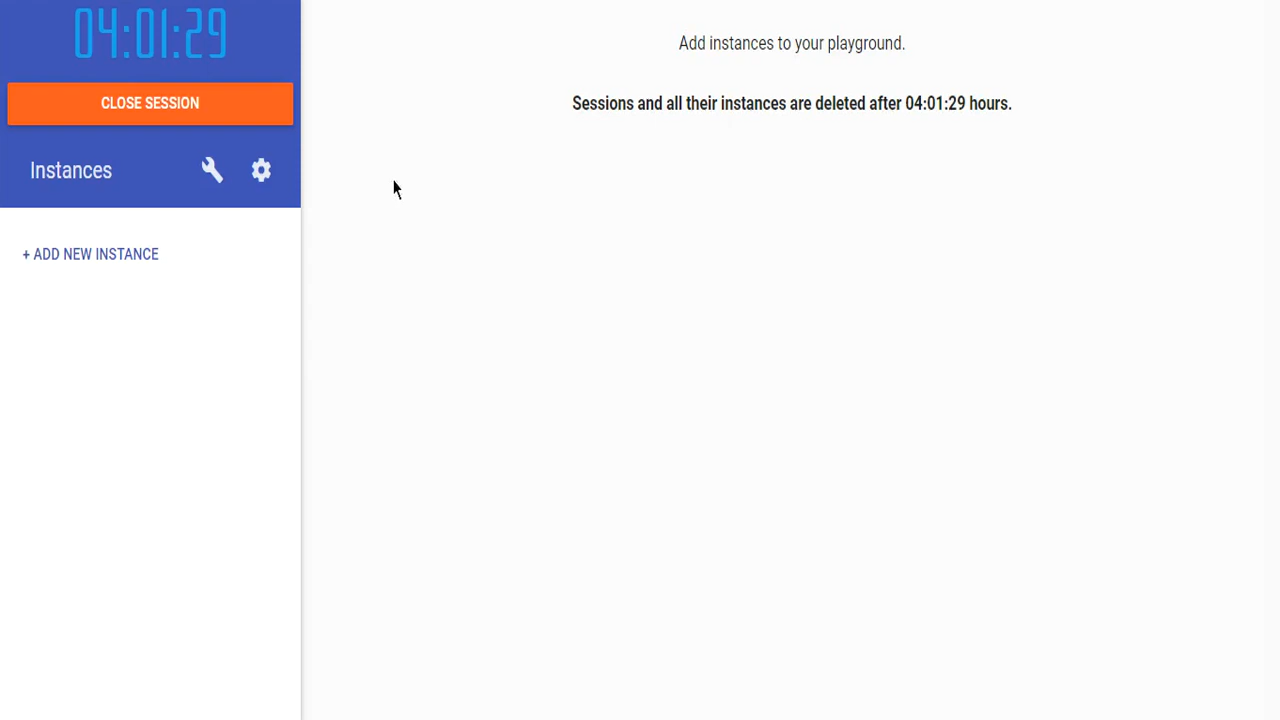 04:01:29
CLOSE SESSION
Instances
+ ADD NEW INSTANCE
Add instances to your playground.
Sessions and all their instances are deleted after 04:01:29 hours.